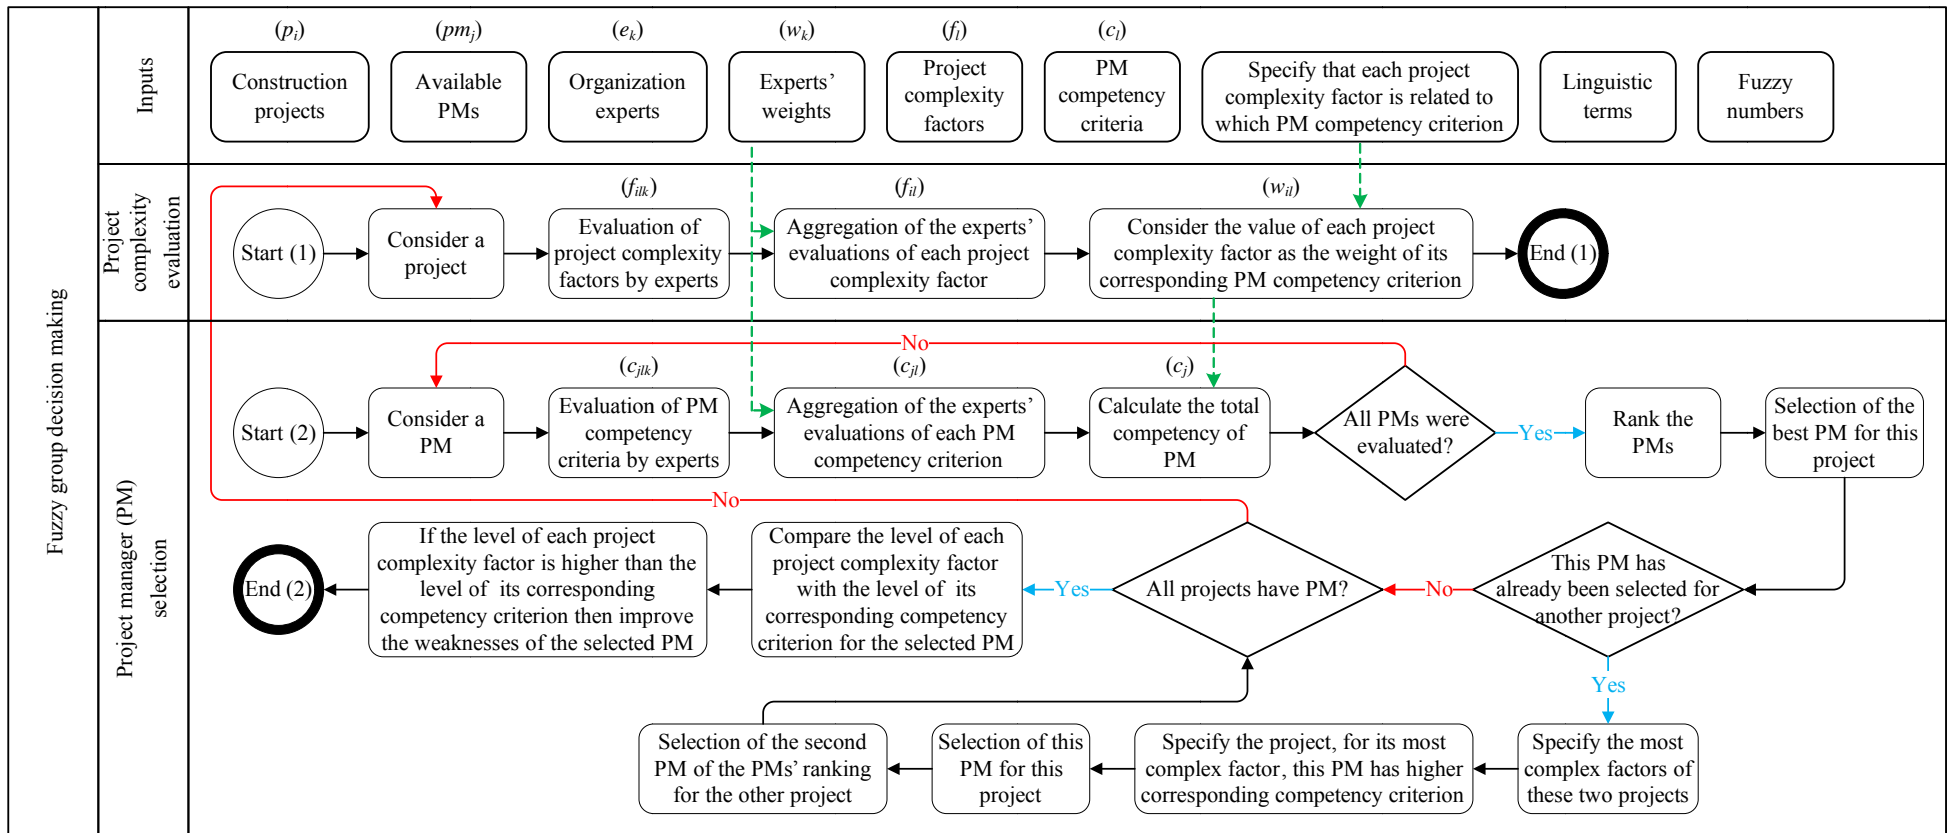 Fuzzy group decision making
Inputs
(p_i)
(pm_j)
(e_k)
(w_k)
(f_l)
(c_l)
Construction
projects
Available
PMs
Organization
experts
Experts’
weights
Project
complexity
factors
PM
competency
criteria
Specify that each project
complexity factor is related to
which PM competency criterion
Linguistic
terms
Fuzzy
numbers
Project
complexity
evaluation
(f_ilk)
(f_il)
(w_il)
Start (1)
Consider a
project
Evaluation of
project complexity
factors by experts
Aggregation of the experts’
evaluations of each project
complexity factor
Consider the value of each project
complexity factor as the weight of its
corresponding PM competency criterion
End (1)
Project manager (PM)
selection
No
(c_jlk)
(c_jl)
(c_j)
Start (2)
Consider a
PM
Evaluation of PM
competency
criteria by experts
Aggregation of the experts’
evaluations of each PM
competency criterion
Calculate the total
competency of
PM
All PMs were
evaluated?
Yes
Rank the
PMs
Selection of the
best PM for this
project
No
End (2)
If the level of each project
complexity factor is higher than the
level of its corresponding
competency criterion then improve
the weaknesses of the selected PM
Compare the level of each
project complexity factor
with the level of its
corresponding competency
criterion for the selected PM
Yes
All projects have PM?
No
This PM has
already been selected for
another project?
Yes
Selection of the second
PM of the PMs’ ranking
for the other project
Selection of this
PM for this
project
Specify the project, for its most
complex factor, this PM has higher
corresponding competency criterion
Specify the most
complex factors of
these two projects